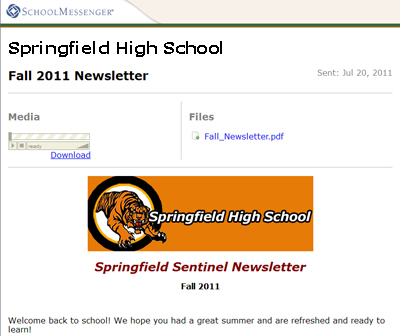 SCHOOLMESSENGER®
Springfield High School
Fall 2011 Newsletter
Sent: Jul 20, 2011
Media
ready
Download
Files
Fall_Newsletter.pdf
Springfield High School
Springfield Sentinel Newsletter
Fall 2011
Welcome back to school! We hope you had a great summer and are refreshed and ready to
learn!